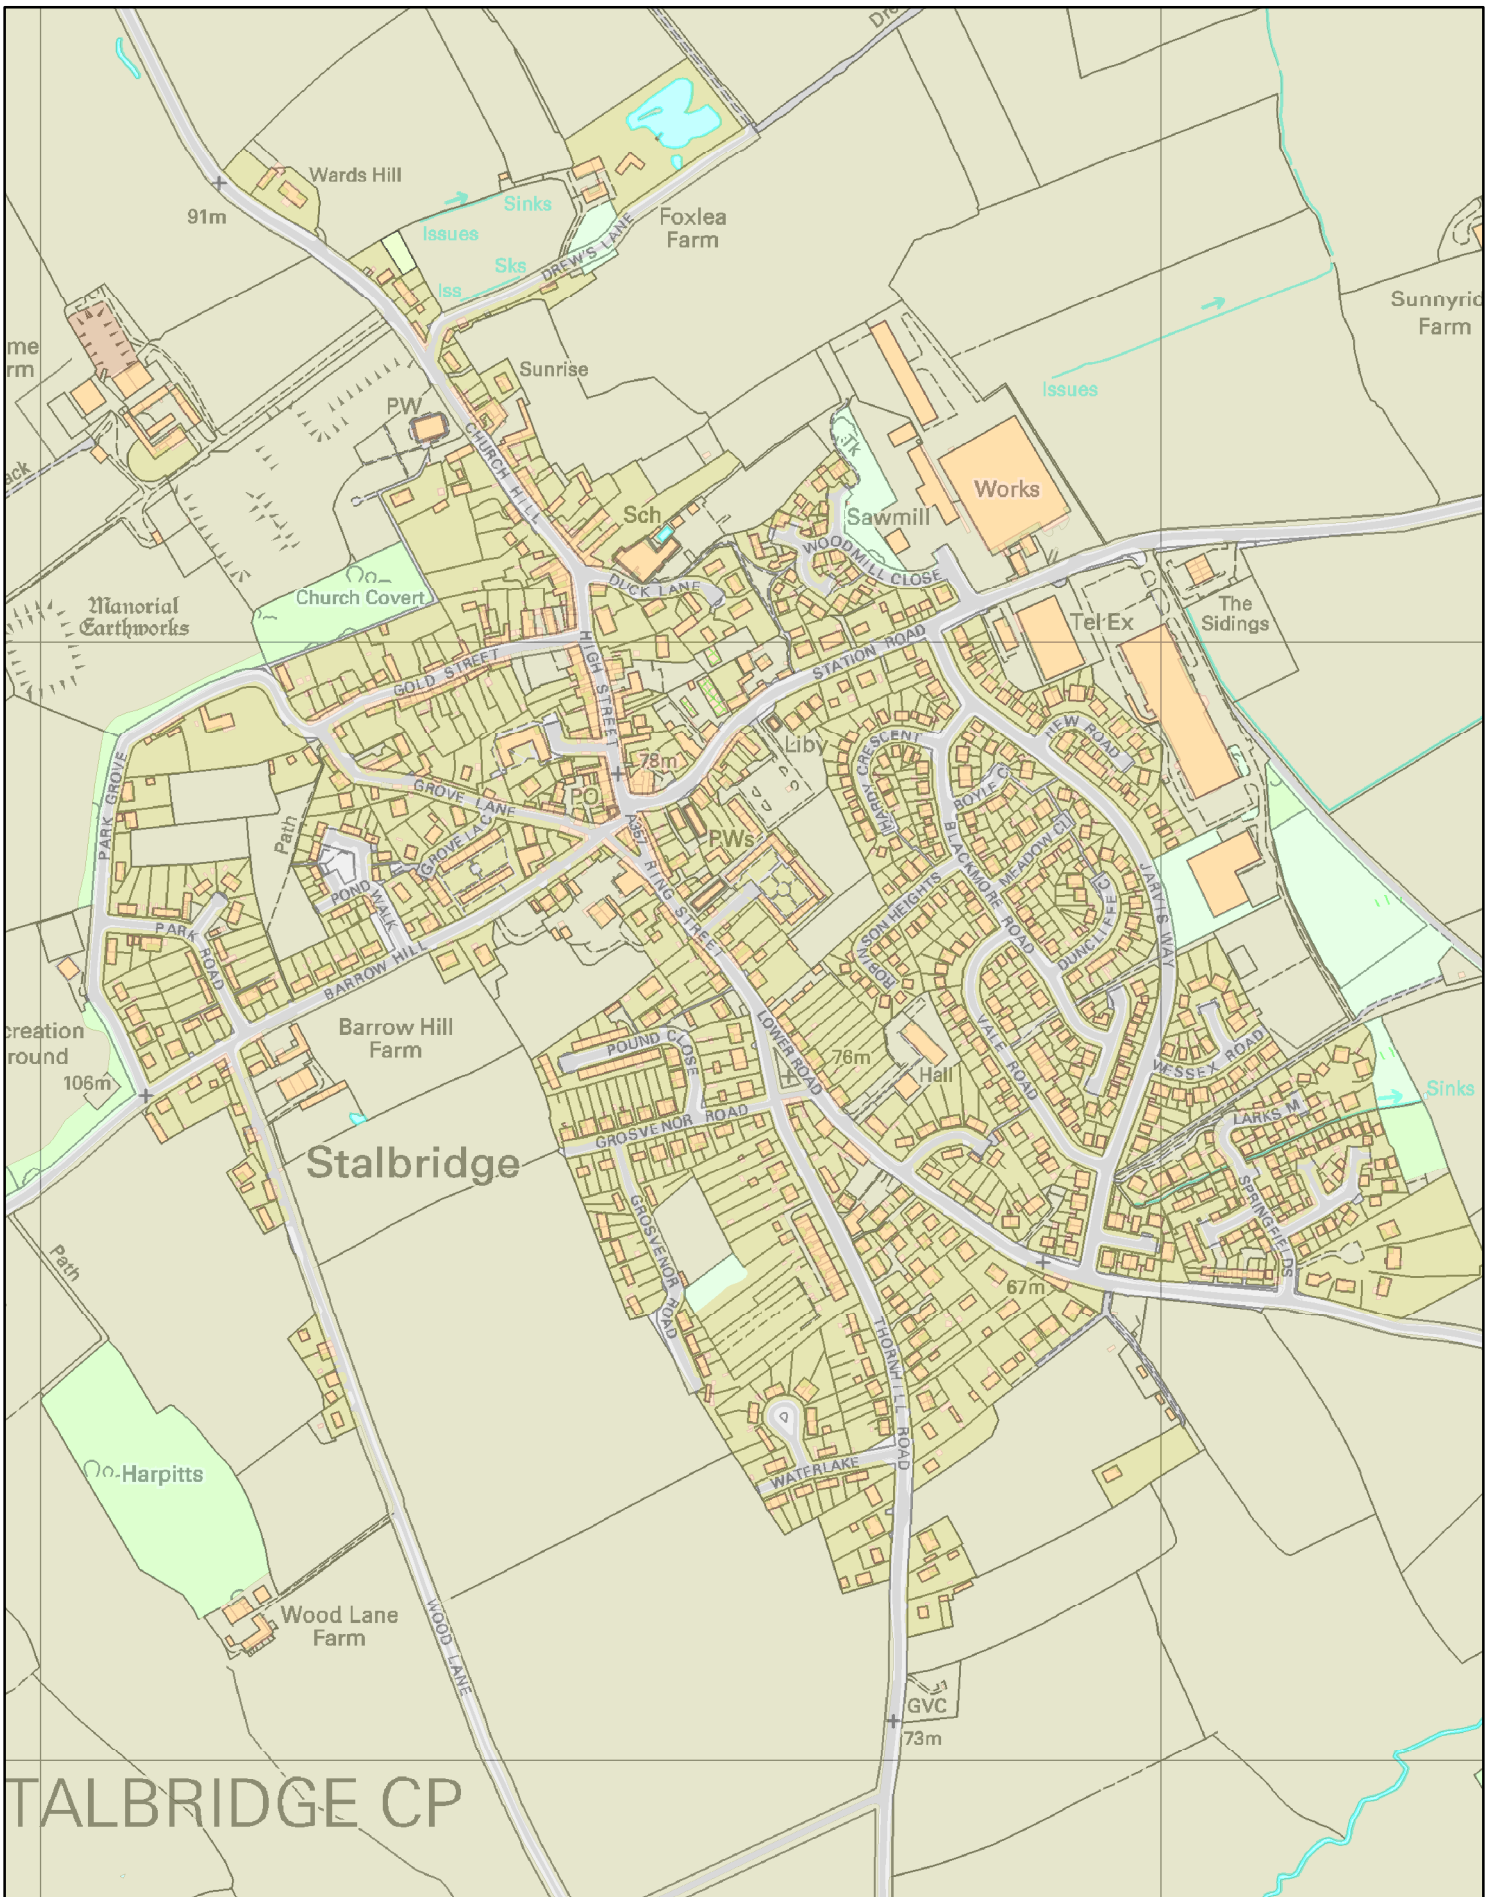 Wards Hill
91m
Issues
Sinks
Foxlea
Farm
DREW'S LANE
Sks
Iss
Sunnyrid
Farm
me
rm
Issues
Sunrise
PW
CHURCH HILL
ack
Tk
Works
Sch
Sawmill
WOODMILL CLOSE
DUCK LANE
Church Covert
Manorial
Earthworks
Tel Ex
The
Sidings
HIGH STREET
STATION ROAD
GOLD STREET
NEW ROAD
Liby
HARDY CRESCENT
78m
PARK GROVE
GROVE LANE
PO
BOYLE C
A357
Path
PWs
GROVE LA CL
MEADOW CL
BLACKMORE ROAD
JARVIS WAY
RING STREET
POND WALK
ROBINSON HEIGHTS
DUNCLIFFE CL
PARK ROAD
BARROW HILL
creation
round
Barrow Hill
Farm
POUND CLOSE
LOWER ROAD
VALE ROAD
76m
WESSEX ROAD
106m
Hall
Sinks
LARKS M
GROSVENOR ROAD
Stalbridge
SPRINGFIELDS
GROSVENOR ROAD
Path
67m
THORNHILL ROAD
Harpitts
WATERLAKE
Wood Lane
Farm
WOOD LANE
GVC
73m
TALBRIDGE CP